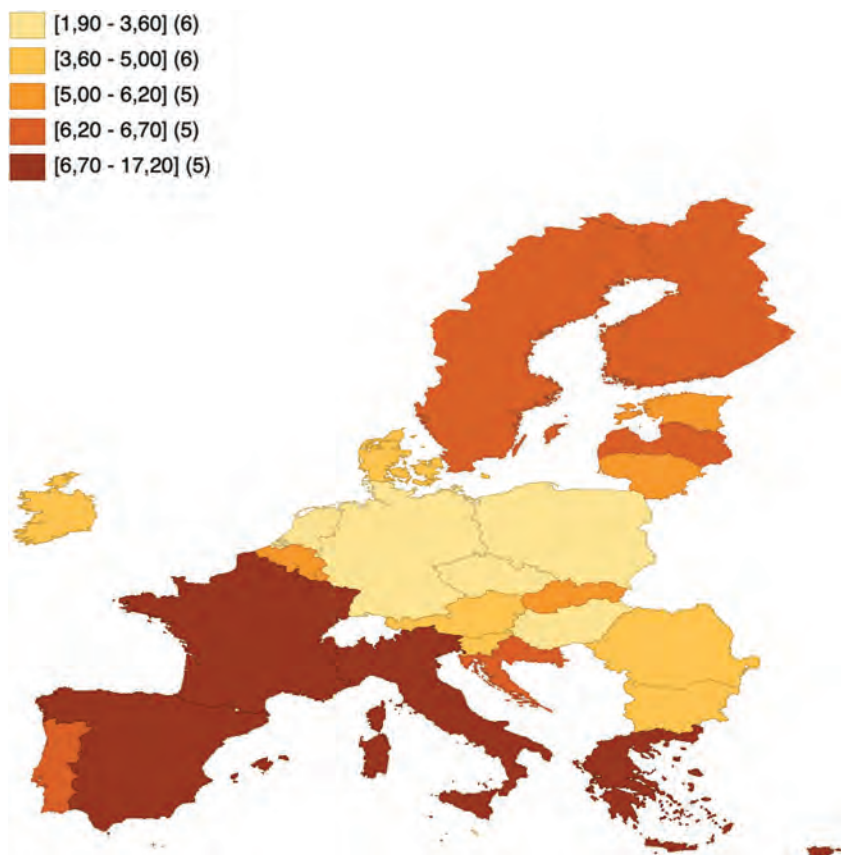 [1,90 - 3,60] (6)
[3,60 - 5,00] (6)
[5,00 - 6,20] (5)
[6,20 - 6,70] (5)
[6,70 - 17,20] (5)